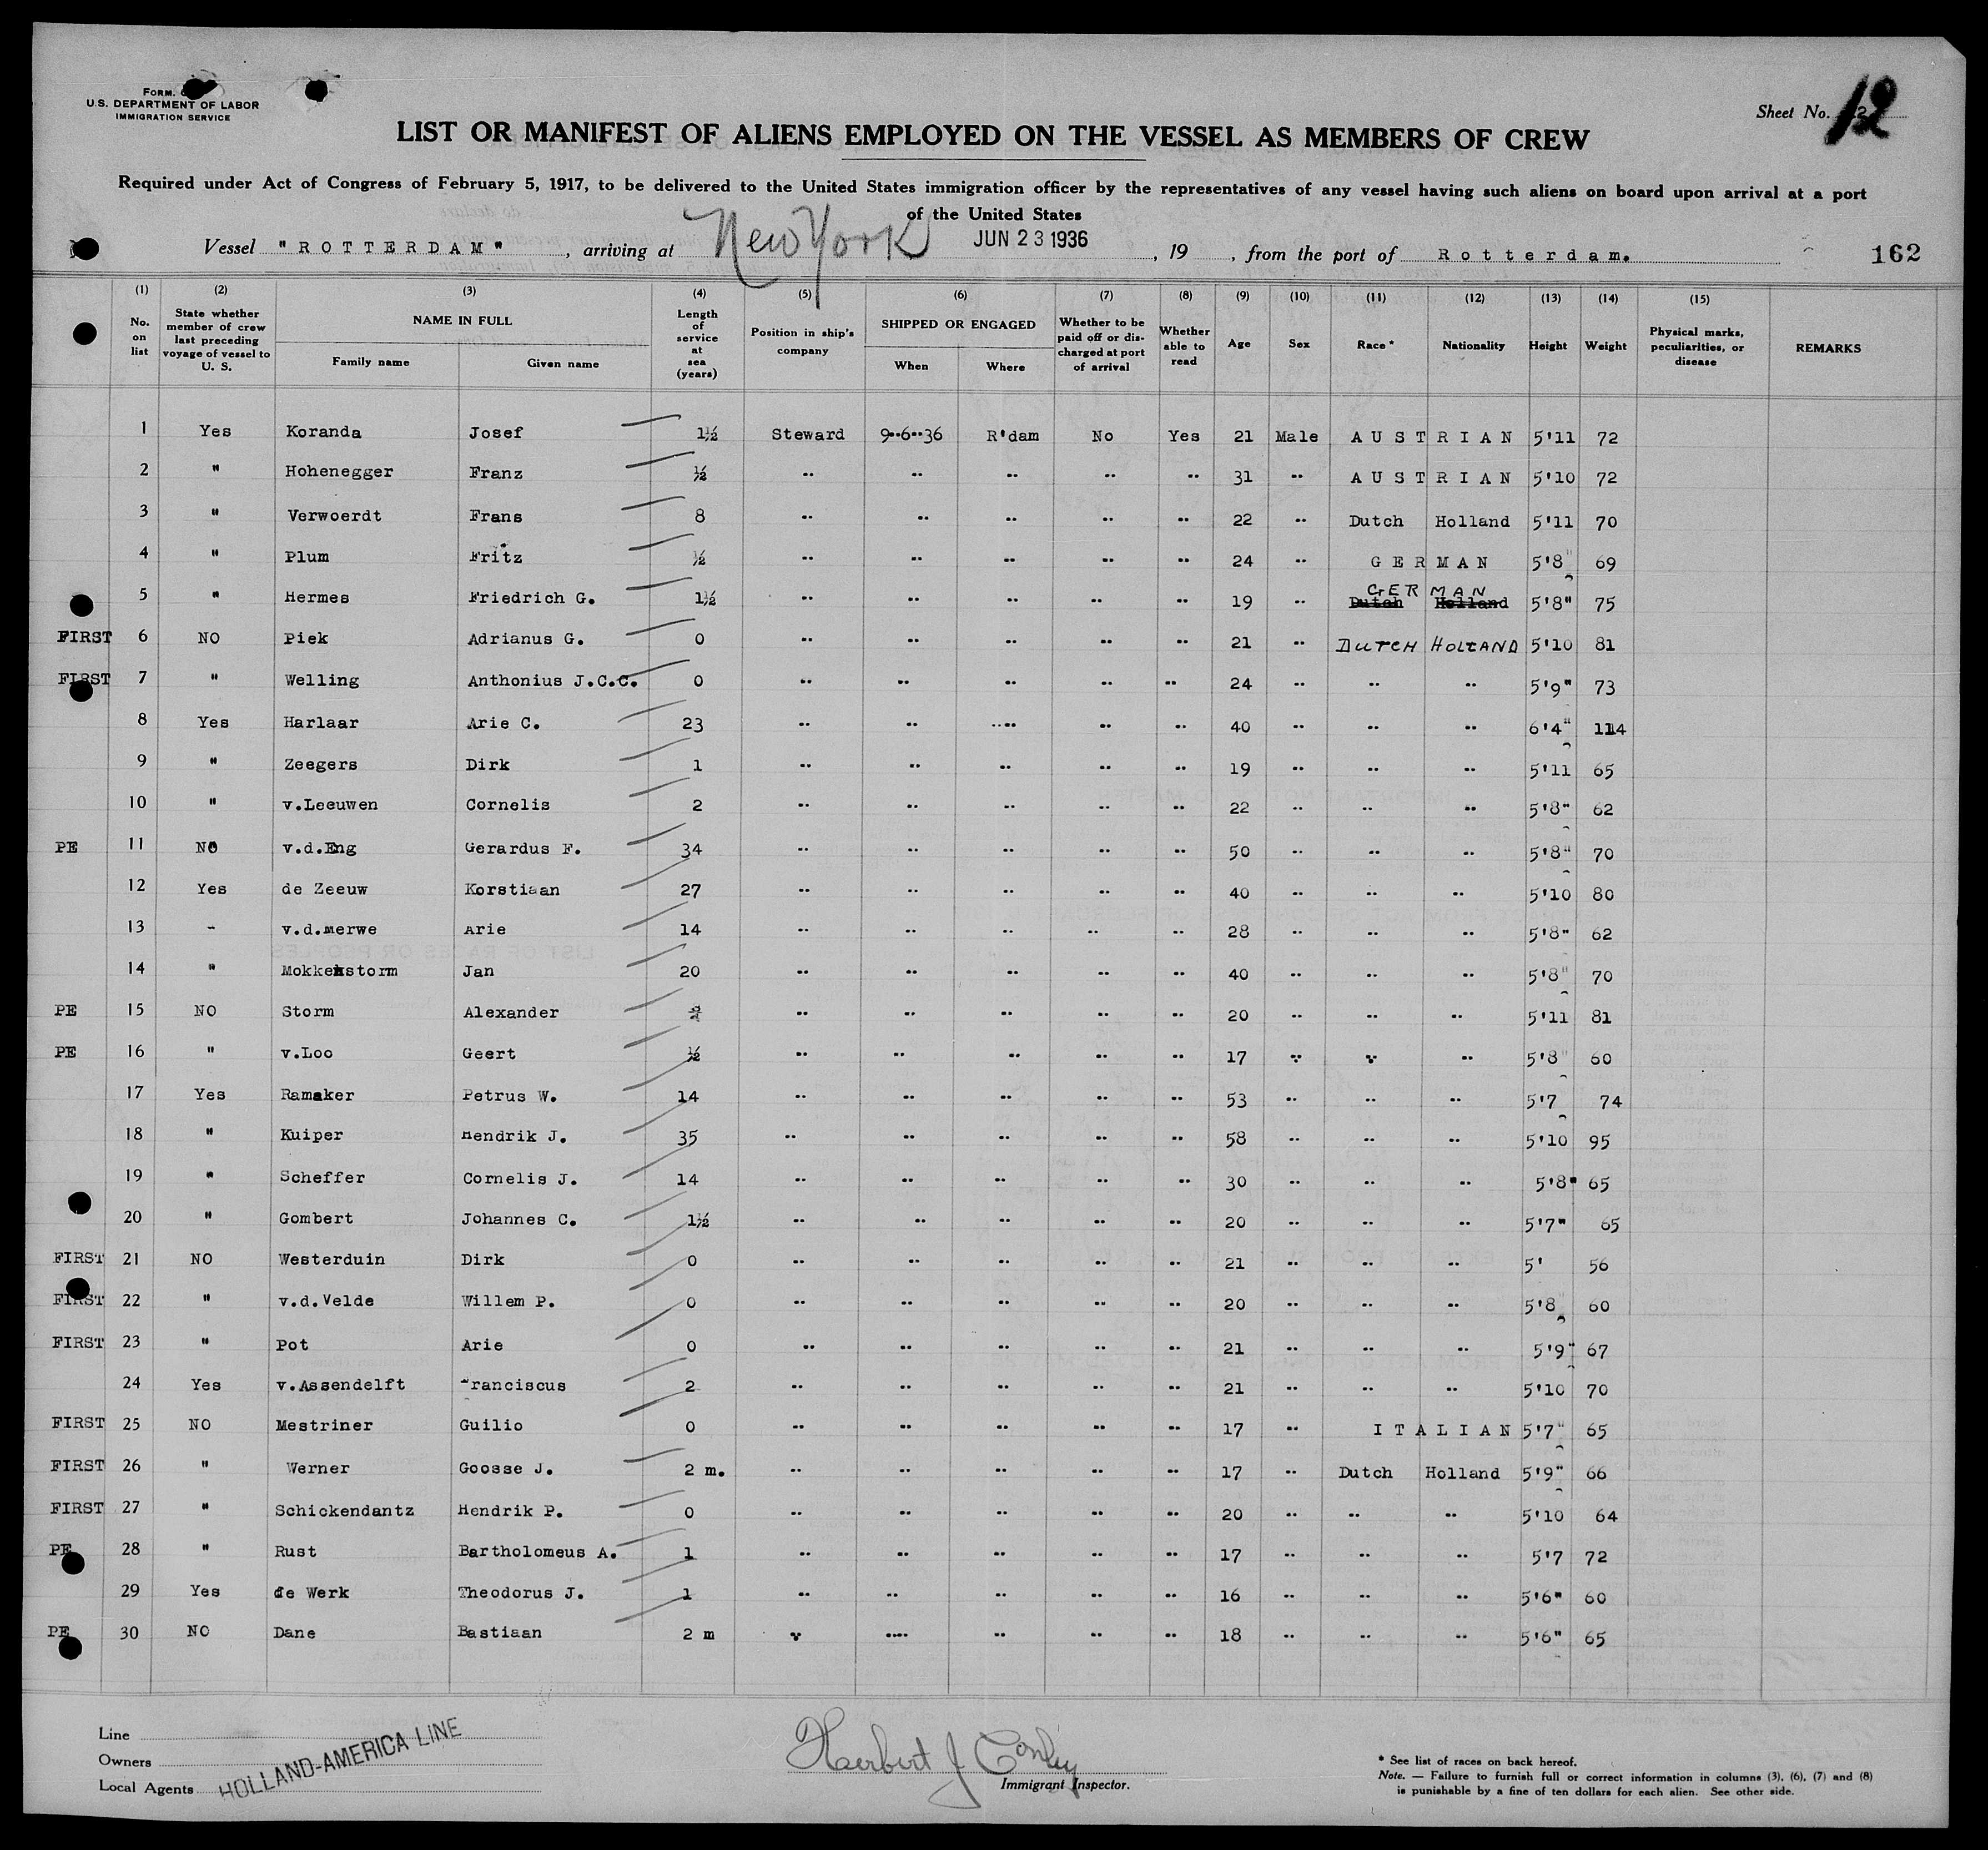 FORM.
U.S. DEPARTMENT OF LABOR
IMMIGRATION SERVICE
Sheet No. 12
LIST OR MANIFEST OF ALIENS EMPLOYED ON THE VESSEL AS MEMBERS OF CREW
Required under Act of Congress of February 5, 1917, to be delivered to the United States immigration officer by the representatives of any vessel having such aliens on board upon arrival at a port
of the United States
Vessel "ROTTERDAM", arriving at New York JUN 23 1936, 19 , from the port of Rotterdam. 162
(1) (2) (3) (4) (5) (6) (7) (8) (9) (10) (11) (12) (13) (14) (15)
No. on list State whether member of crew last preceding voyage of vessel to U. S. NAME IN FULL Family name Given name Length of service at sea (years) Position in ship's company SHIPPED OR ENGAGED When Where Whether to be paid off or discharged at port of arrival Whether able to read Age Sex Race * Nationality Height Weight Physical marks, peculiarities, or disease REMARKS
1 Yes Koranda Josef 1½ Steward 9--6--36 R'dam No Yes 21 Male AUSTRIAN 5'11 72
2 " Hohenegger Franz ½ -- -- -- -- -- 31 -- AUSTRIAN 5'10 72
3 " Verwoerdt Frans 8 -- -- -- -- -- 22 -- Dutch Holland 5'11 70
4 " Plum Fritz ½ -- -- -- -- -- 24 -- GERMAN 5'8" 69
5 " Hermes Friedrich G. 1½ -- -- -- -- -- 19 -- GERMAN Dutch Holland 5'8" 75
FIRST 6 NO Piek Adrianus G. 0 -- -- -- -- -- 21 -- DUTCH HOLLAND 5'10 81
FIRST 7 " Welling Anthonius J.C.C. 0 -- -- -- -- -- 24 -- -- -- 5'9" 73
8 Yes Harlaar Arie C. 23 -- -- ---- -- -- 40 -- -- -- 6'4" 114
9 " Zeegers Dirk 1 -- -- -- -- -- 19 -- -- -- 5'11 65
10 " v.Leeuwen Cornelis 2 -- -- -- -- -- 22 -- -- -- 5'8" 62
PE 11 NO v.d.Eng Gerardus F. 34 -- -- -- -- -- 50 -- -- -- 5'8" 70
12 Yes de Zeeuw Korstiaan 27 -- -- -- -- -- 40 -- -- -- 5'10 80
13 - v.d.merwe Arie 14 -- -- -- -- -- 28 -- -- -- 5'8" 62
14 " Mokkenstorm Jan 20 -- -- -- -- -- 40 -- -- -- 5'8" 70
PE 15 NO Storm Alexander -- -- -- -- -- 20 -- -- -- 5'11 81
PE 16 " v.Loo Geert ½ -- -- -- -- -- 17 -- -- -- 5'8" 60
17 Yes Ramaker Petrus W. 14 -- -- -- -- -- 53 -- -- -- 5'7 74
18 " Kuiper Hendrik J. 35 -- -- -- -- -- 58 -- -- -- 5'10 95
19 " Scheffer Cornelis J. 14 -- -- -- -- -- 30 -- -- -- 5'8" 65
20 " Gombert Johannes C. 1½ -- -- -- -- -- 20 -- -- -- 5'7" 65
FIRST 21 NO Westerduin Dirk 0 -- -- -- -- -- 21 -- -- -- 5' 56
FIRST 22 " v.d.Velde Willem P. 0 -- -- -- -- -- 20 -- -- -- 5'8" 60
FIRST 23 " Pot Arie 0 -- -- -- -- -- 21 -- -- -- 5'9" 67
24 Yes v.Assendelft Franciscus 2 -- -- -- -- -- 21 -- -- -- 5'10 70
FIRST 25 NO Mestriner Guilio 0 -- -- -- -- -- 17 -- ITALIAN 5'7" 65
FIRST 26 " Werner Goosse J. 2 m. -- -- -- -- -- 17 -- Dutch Holland 5'9" 66
FIRST 27 " Schickendantz Hendrik P. 0 -- -- -- -- -- 20 -- -- -- 5'10 64
PE 28 " Rust Bartholomeus A. 1 -- -- -- -- -- 17 -- -- -- 5'7 72
29 Yes de Werk Theodorus J. 1 -- -- -- -- -- 16 -- -- -- 5'6" 60
PE 30 NO Dane Bastiaan 2 m -- ---- -- -- -- 18 -- -- -- 5'6" 65
Line
Owners
Local Agents HOLLAND-AMERICA LINE
Herbert J Conley
Immigrant Inspector.
* See list of races on back hereof.
Note. — Failure to furnish full or correct information in columns (3), (6), (7) and (8)
is punishable by a fine of ten dollars for each alien. See other side.